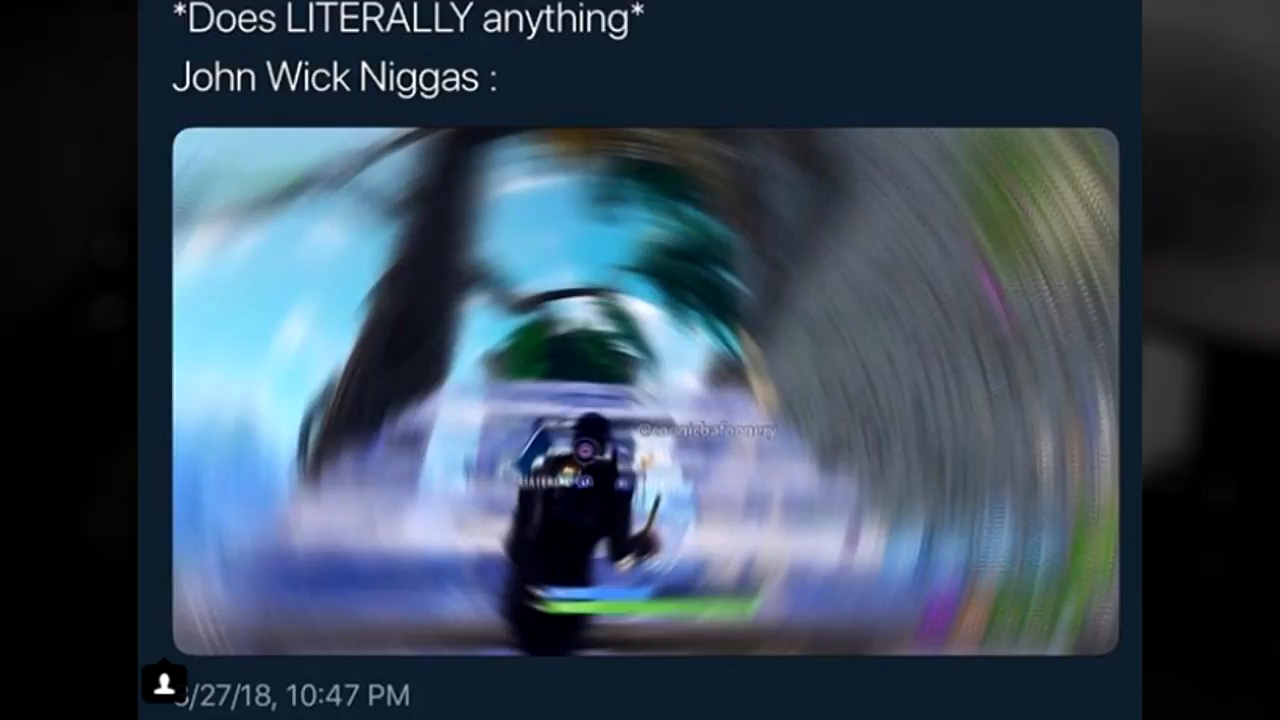 *Does LITERALLY anything*
John Wick Niggas :
/27/18, 10:47 PM